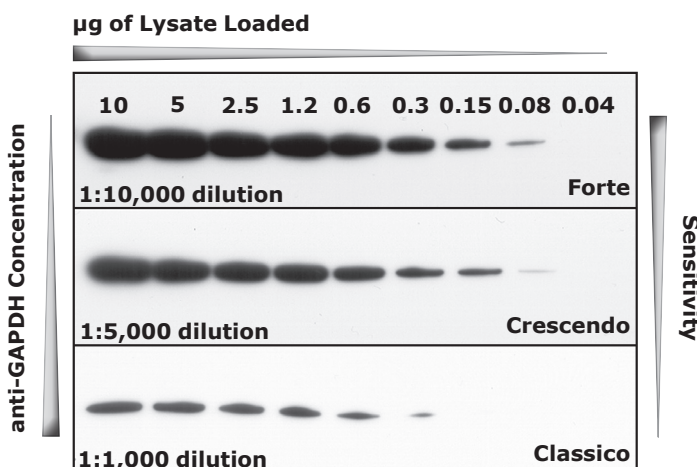 µg of Lysate Loaded
10 5 2.5 1.2 0.6 0.3 0.15 0.08 0.04
1:10,000 dilution Forte
anti-GAPDH Concentration
Sensitivity
1:5,000 dilution Crescendo
1:1,000 dilution Classico